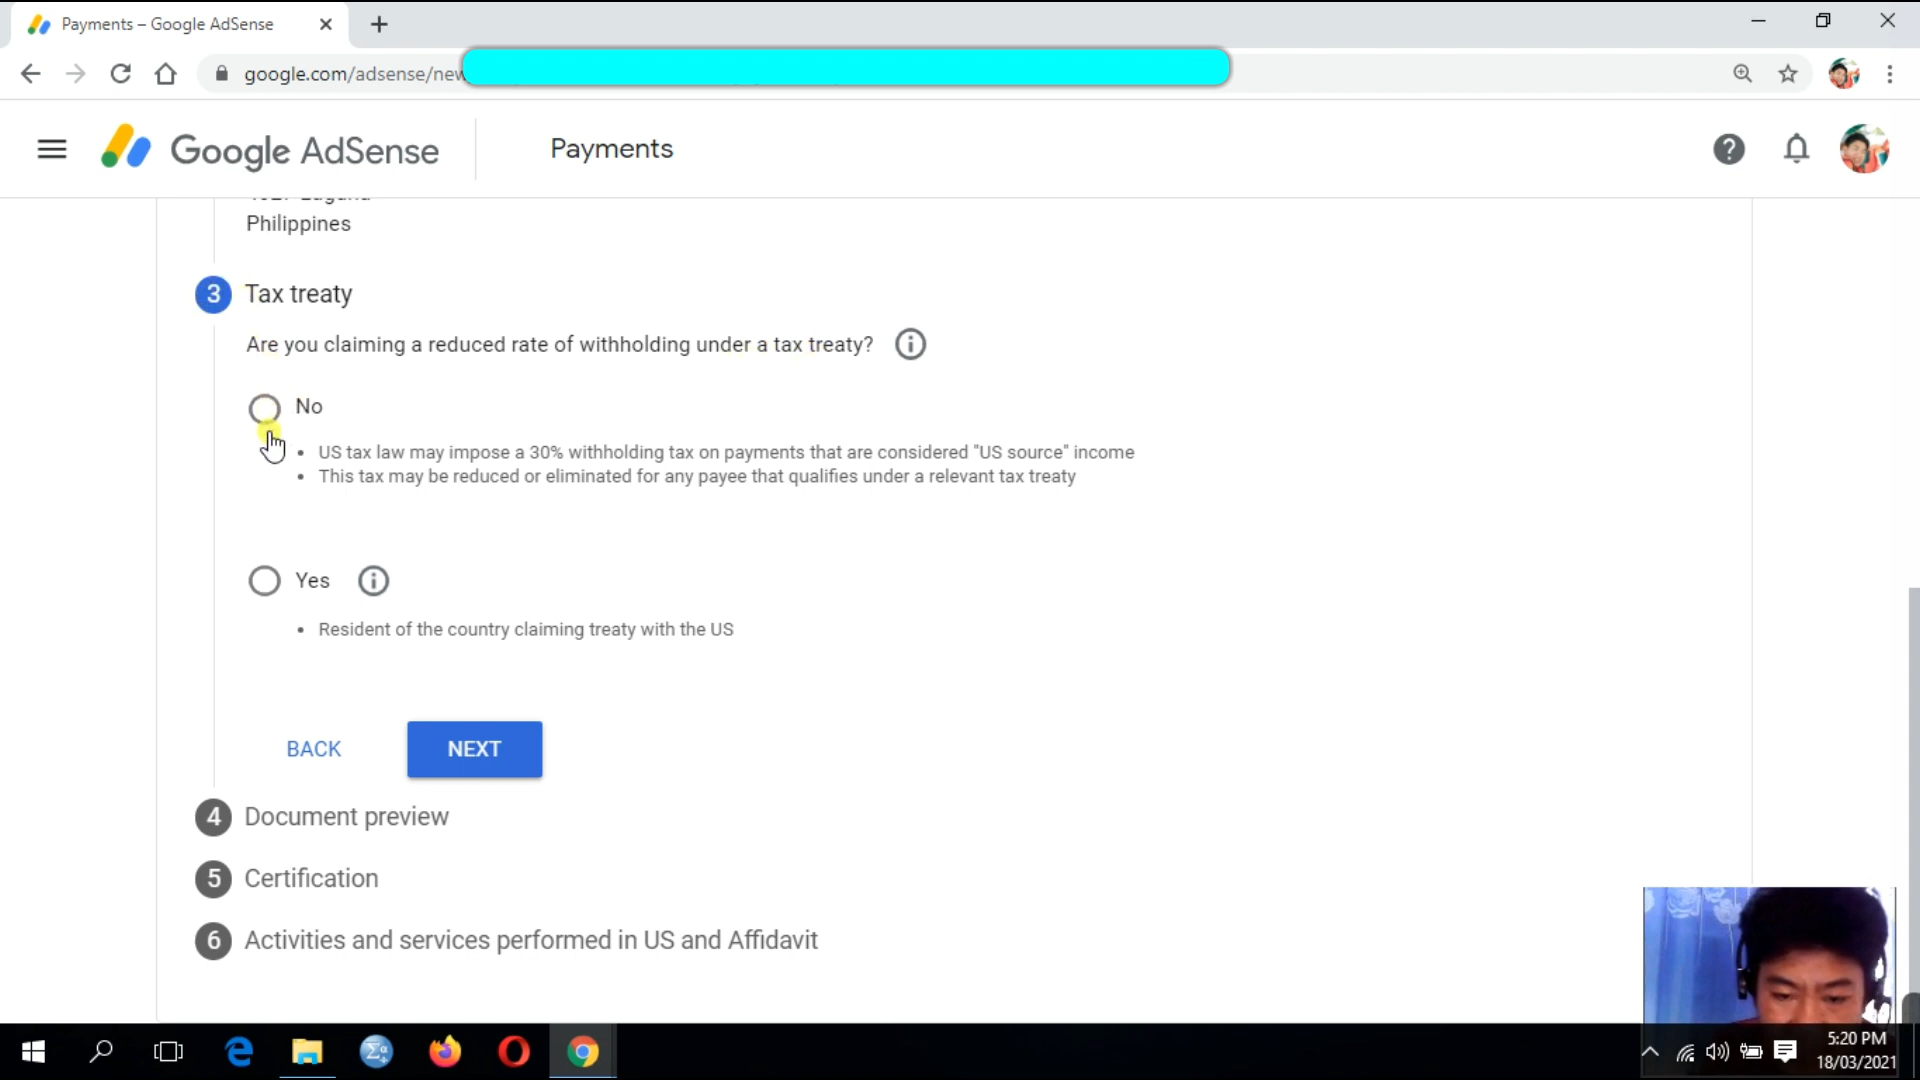 Payments – Google AdSense
google.com/adsense/new
Google AdSense
Payments
Philippines
3 Tax treaty
Are you claiming a reduced rate of withholding under a tax treaty?
No
• US tax law may impose a 30% withholding tax on payments that are considered "US source" income
• This tax may be reduced or eliminated for any payee that qualifies under a relevant tax treaty
Yes
• Resident of the country claiming treaty with the US
BACK
NEXT
4 Document preview
5 Certification
6 Activities and services performed in US and Affidavit
5:20 PM
18/03/2021